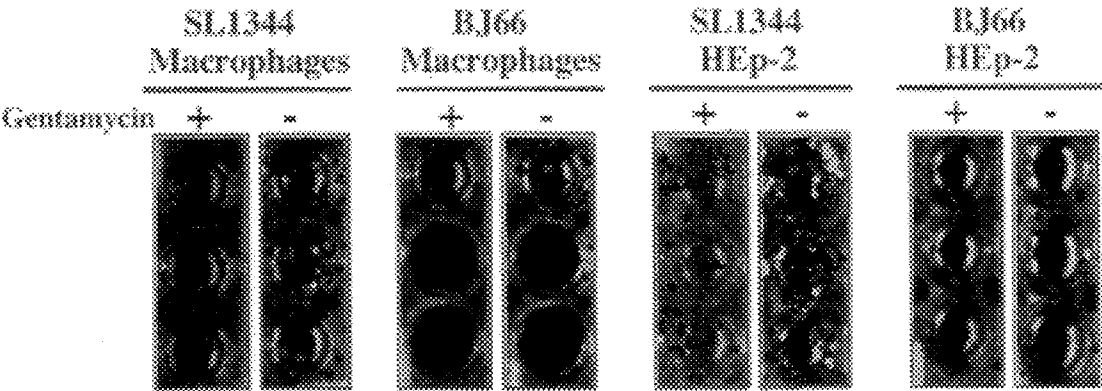 SL1344 BJ66 SL1344 BJ66
Macrophages Macrophages HEp-2 HEp-2
Gentamycin + - + - + - + -